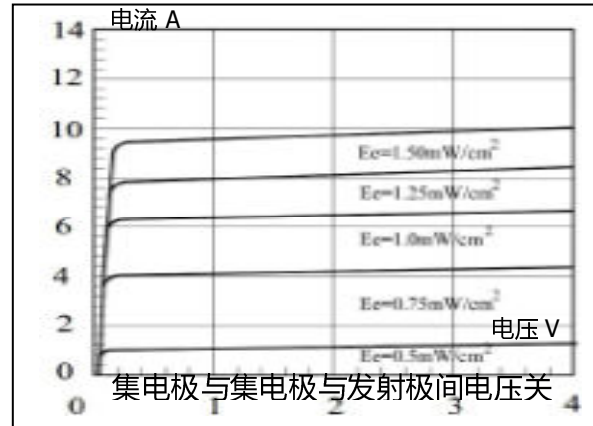 电流 A
14
12
10
Ee=1.50mW/cm²
8
Ee=1.25mW/cm²
6
Ee=1.0mW/cm²
4
Ee=0.75mW/cm²
2
电压 V
Ee=0.5mW/cm²
0
集电极与集电极与发射极间电压关
0 1 2 3 4